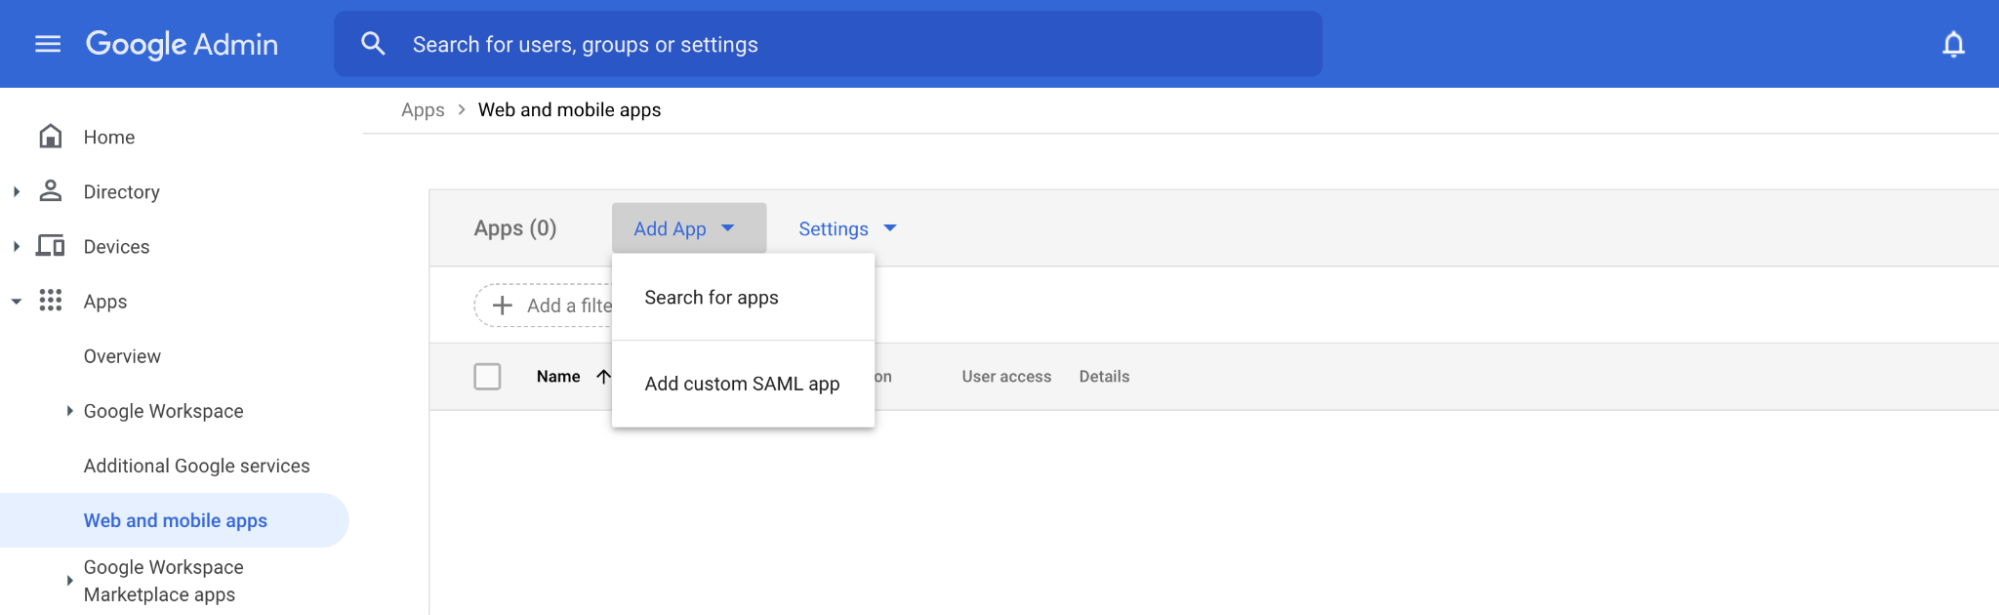 Google Admin
Search for users, groups or settings
Apps > Web and mobile apps
Home
Directory
Devices
Apps
Overview
Google Workspace
Additional Google services
Web and mobile apps
Google Workspace
Marketplace apps
Apps (0)
Add App
Settings
Search for apps
Add a filte
Add custom SAML app
Name
on
User access
Details